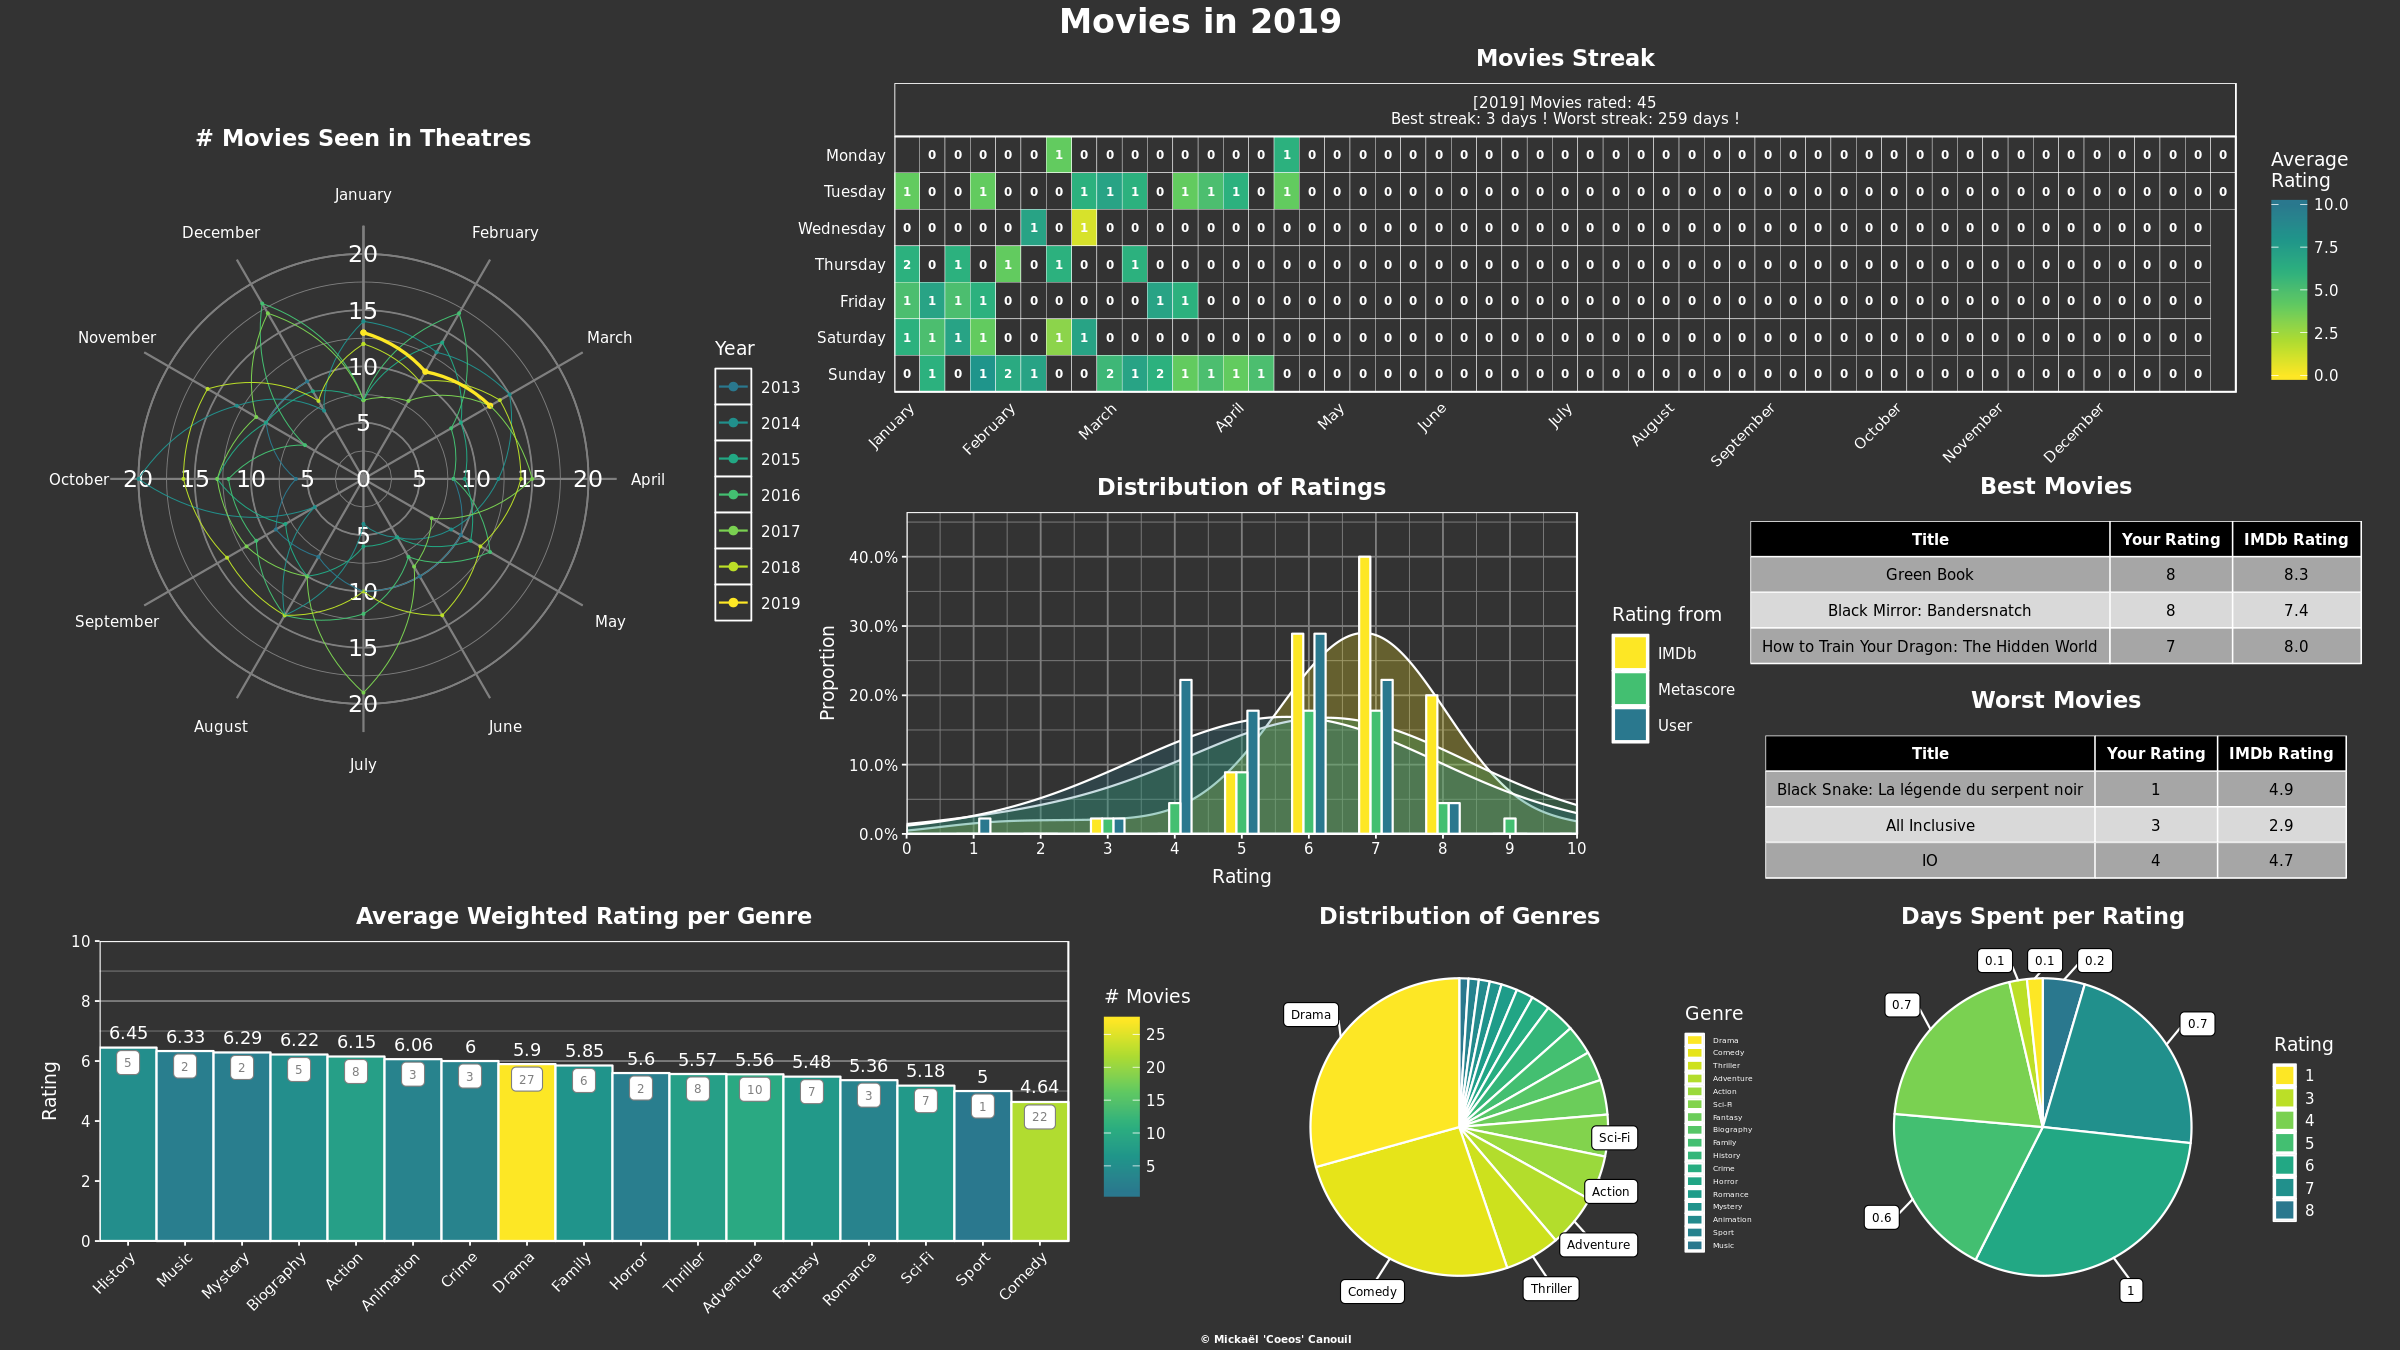 Movies in 2019
# Movies Seen in Theatres
January
February
March
April
May
June
July
August
September
October
November
December
20
15
10
5
20 15 10 5 0 5 10 15 20
5
10
15
20
Year
2013
2014
2015
2016
2017
2018
2019
Movies Streak
[2019] Movies rated: 45
Best streak: 3 days ! Worst streak: 259 days !
Monday 0 0 0 0 0 1 0 0 0 0 0 0 0 0 1 0 0 0 0 0 0 0 0 0 0 0 0 0 0 0 0 0 0 0 0 0 0 0 0 0 0 0 0 0 0 0 0 0 0 0 0 0
Tuesday 1 0 0 1 0 0 0 1 1 1 0 1 1 1 0 1 0 0 0 0 0 0 0 0 0 0 0 0 0 0 0 0 0 0 0 0 0 0 0 0 0 0 0 0 0 0 0 0 0 0 0 0 0
Wednesday 0 0 0 0 0 1 0 1 0 0 0 0 0 0 0 0 0 0 0 0 0 0 0 0 0 0 0 0 0 0 0 0 0 0 0 0 0 0 0 0 0 0 0 0 0 0 0 0 0 0 0 0
Thursday 2 0 1 0 1 0 1 0 0 1 0 0 0 0 0 0 0 0 0 0 0 0 0 0 0 0 0 0 0 0 0 0 0 0 0 0 0 0 0 0 0 0 0 0 0 0 0 0 0 0 0 0
Friday 1 1 1 1 0 0 0 0 0 0 1 1 0 0 0 0 0 0 0 0 0 0 0 0 0 0 0 0 0 0 0 0 0 0 0 0 0 0 0 0 0 0 0 0 0 0 0 0 0 0 0 0
Saturday 1 1 1 1 0 0 1 1 0 0 0 0 0 0 0 0 0 0 0 0 0 0 0 0 0 0 0 0 0 0 0 0 0 0 0 0 0 0 0 0 0 0 0 0 0 0 0 0 0 0 0 0
Sunday 0 1 0 1 2 1 0 0 2 1 2 1 1 1 1 0 0 0 0 0 0 0 0 0 0 0 0 0 0 0 0 0 0 0 0 0 0 0 0 0 0 0 0 0 0 0 0 0 0 0 0 0
January February March April May June July August September October November December
Average
Rating
10.0
7.5
5.0
2.5
0.0
Distribution of Ratings
Proportion
40.0%
30.0%
20.0%
10.0%
0.0%
0 1 2 3 4 5 6 7 8 9 10
Rating
Rating from
IMDb
Metascore
User
Best Movies
Title Your Rating IMDb Rating
Green Book 8 8.3
Black Mirror: Bandersnatch 8 7.4
How to Train Your Dragon: The Hidden World 7 8.0
Worst Movies
Title Your Rating IMDb Rating
Black Snake: La légende du serpent noir 1 4.9
All Inclusive 3 2.9
IO 4 4.7
Average Weighted Rating per Genre
Rating
10
8
6
4
2
0
6.45 6.33 6.29 6.22 6.15 6.06 6 5.9 5.85 5.6 5.57 5.56 5.48 5.36 5.18 5 4.64
5 2 2 5 8 3 3 27 6 2 8 10 7 3 7 1 22
History Music Mystery Biography Action Animation Crime Drama Family Horror Thriller Adventure Fantasy Romance Sci-Fi Sport Comedy
# Movies
25
20
15
10
5
Distribution of Genres
Drama
Sci-Fi
Action
Adventure
Thriller
Comedy
Genre
Drama
Comedy
Thriller
Adventure
Action
Sci-Fi
Fantasy
Biography
Family
History
Crime
Horror
Romance
Mystery
Animation
Sport
Music
Days Spent per Rating
0.1 0.1 0.2
0.7
0.7
0.6
1
Rating
1
3
4
5
6
7
8
© Mickaël 'Coeos' Canouil